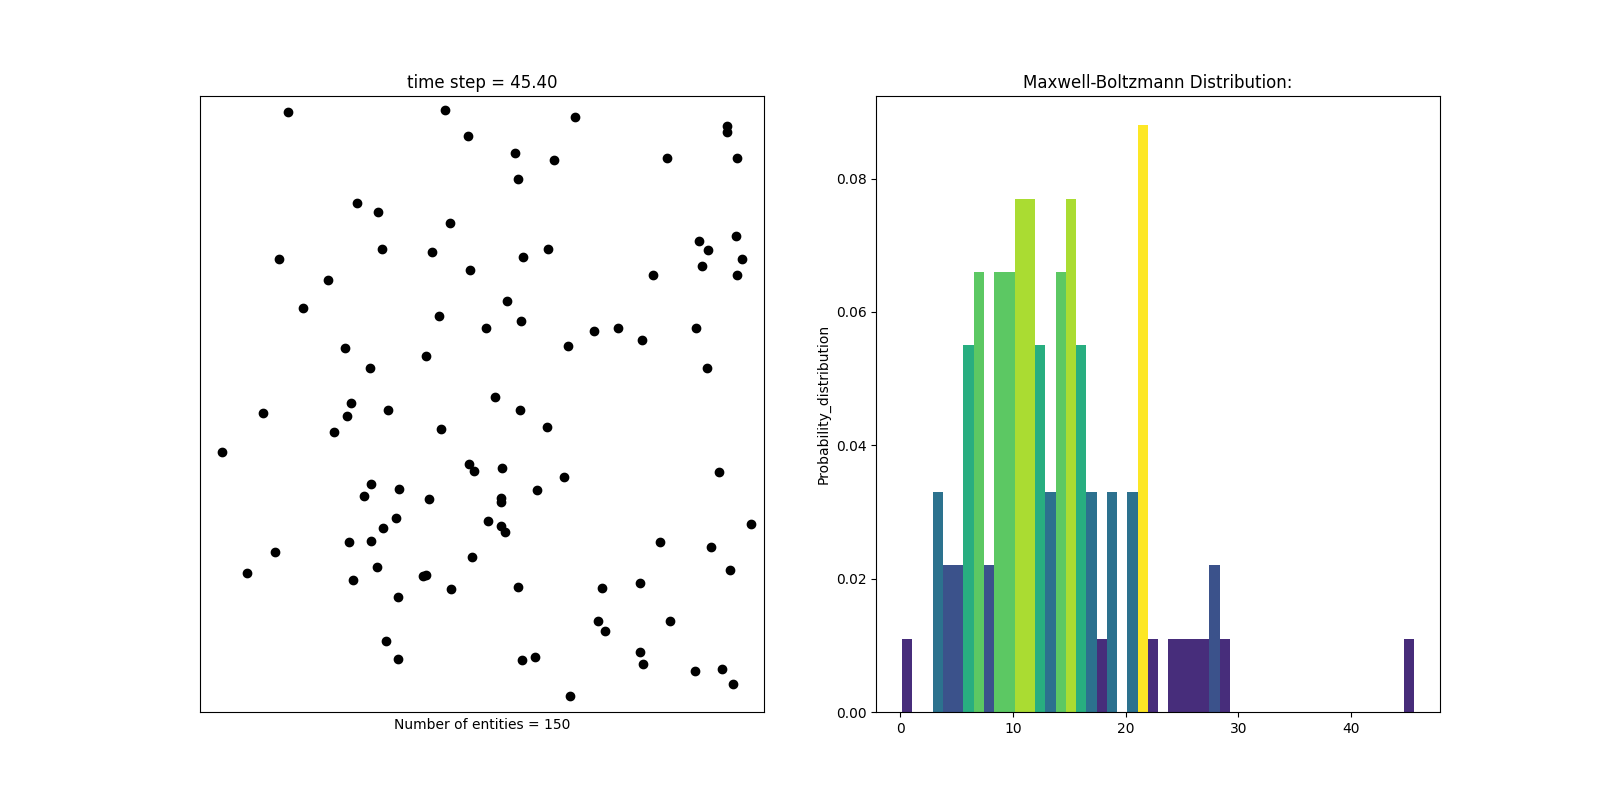 time step = 45.40
Number of entities = 150
Maxwell-Boltzmann Distribution:
Probability_distribution
0.08
0.06
0.04
0.02
0.00
0 10 20 30 40